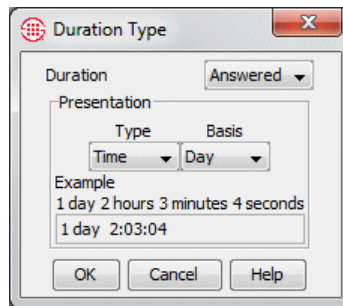 Duration Type
Duration Answered
Presentation
Type Basis
Time Day
Example
1 day 2 hours 3 minutes 4 seconds
1 day 2:03:04
OK Cancel Help